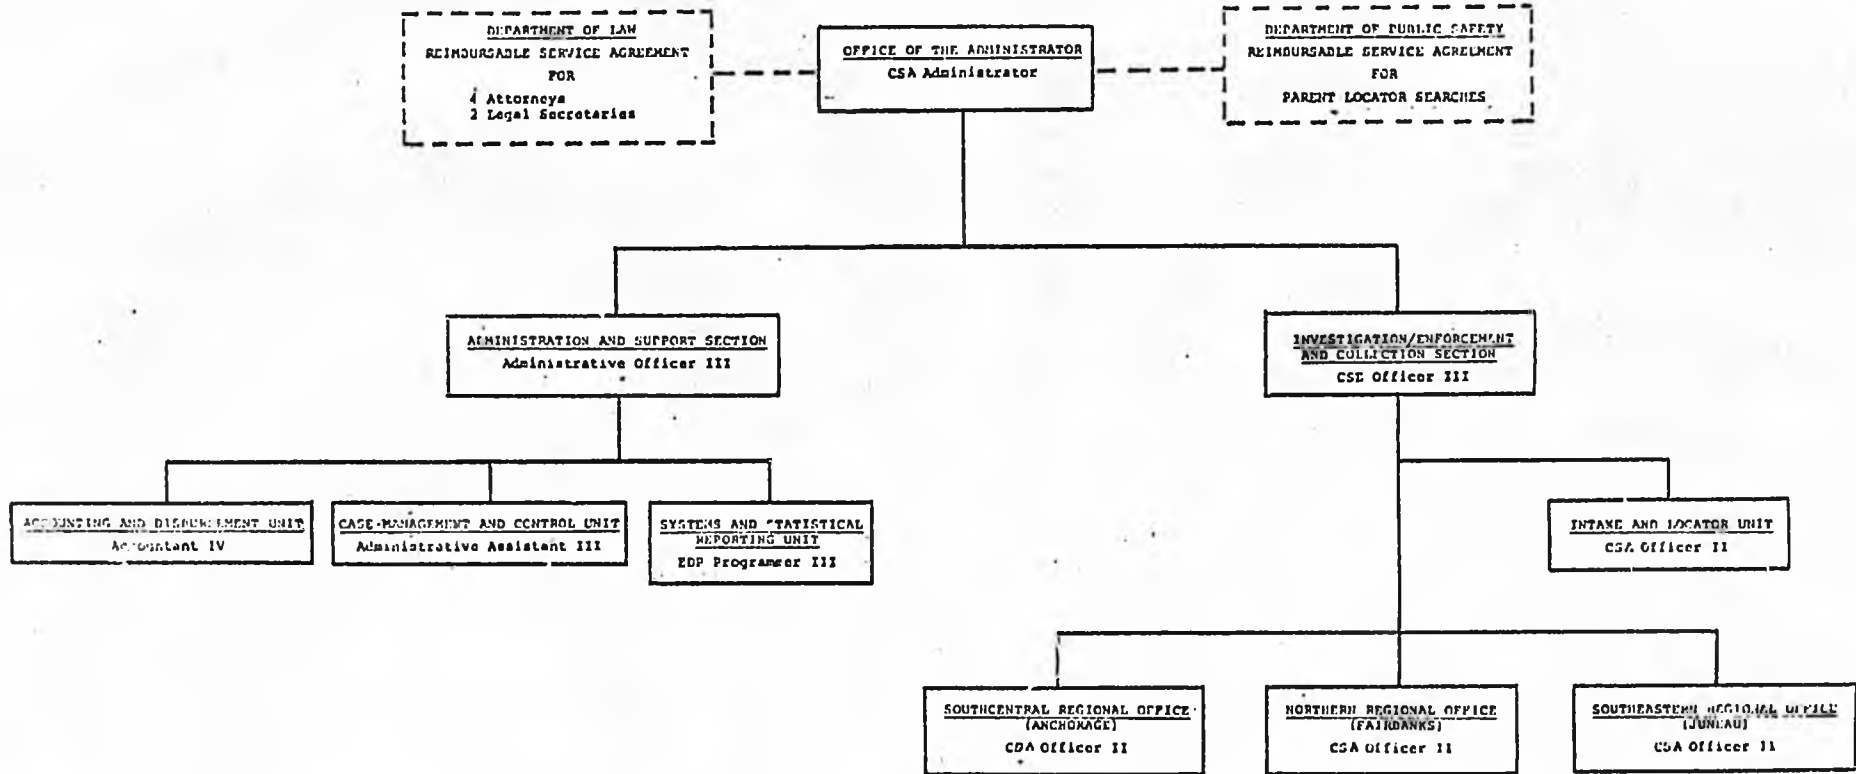 DEPARTMENT OF LAW
REIMBURSABLE SERVICE AGREEMENT
FOR
4 Attorneys
2 Legal Secretaries
OFFICE OF THE ADMINISTRATOR
CSA Administrator
DEPARTMENT OF PUBLIC SAFETY
REIMBURSABLE SERVICE AGREEMENT
FOR
PARENT LOCATOR SEARCHES
ADMINISTRATION AND SUPPORT SECTION
Administrative Officer III
INVESTIGATION/ENFORCEMENT
AND COLLECTION SECTION
CSE Officer III
ACCOUNTING AND DISBURSEMENT UNIT
Accountant IV
CASE-MANAGEMENT AND CONTROL UNIT
Administrative Assistant III
SYSTEMS AND STATISTICAL
REPORTING UNIT
EDP Programmer III
INTAKE AND LOCATOR UNIT
CSA Officer II
SOUTHCENTRAL REGIONAL OFFICE
(ANCHORAGE)
CSA Officer II
NORTHERN REGIONAL OFFICE
(FAIRBANKS)
CSA Officer II
SOUTHEASTERN REGIONAL OFFICE
(JUNEAU)
CSA Officer II